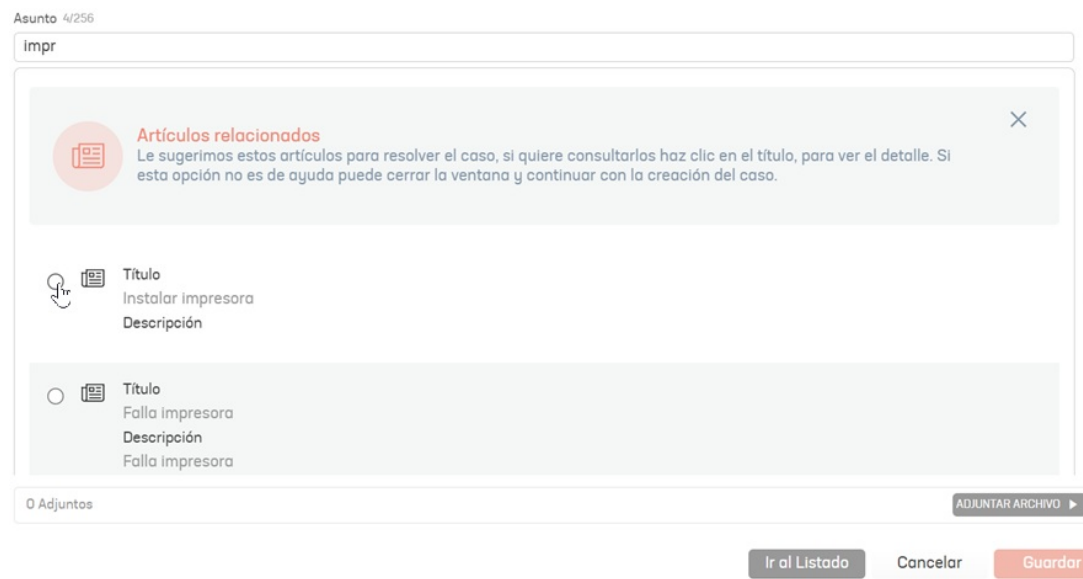 Asunto 4/256
impr
Artículos relacionados
Le sugerimos estos artículos para resolver el caso, si quiere consultarlos haz clic en el título, para ver el detalle. Si
esta opción no es de ayuda puede cerrar la ventana y continuar con la creación del caso.
Título
Instalar impresora
Descripción
Título
Falla impresora
Descripción
Falla impresora
0 Adjuntos
ADJUNTAR ARCHIVO
Ir al Listado
Cancelar
Guardar